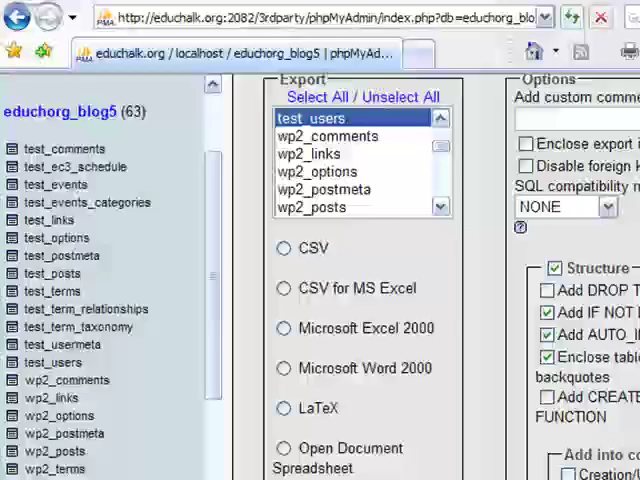 http://educhalk.org:2082/3rdparty/phpMyAdmin/index.php?db=educhorg_blo
educhalk.org / localhost / educhorg_blog5 | phpMyAd...
educhorg_blog5 (63)
test_comments
test_ec3_schedule
test_events
test_events_categories
test_links
test_options
test_postmeta
test_posts
test_terms
test_term_relationships
test_term_taxonomy
test_usermeta
test_users
wp2_comments
wp2_links
wp2_options
wp2_postmeta
wp2_posts
wp2_terms
Export
Select All / Unselect All
test_users
wp2_comments
wp2_links
wp2_options
wp2_postmeta
wp2_posts
CSV
CSV for MS Excel
Microsoft Excel 2000
Microsoft Word 2000
LaTeX
Open Document
Spreadsheet
Options
Add custom comme
Enclose export i
Disable foreign k
SQL compatibility m
NONE
Structure
Add DROP T
Add IF NOT
Add AUTO_I
Enclose table
backquotes
Add CREATE
FUNCTION
Add into co
Creation/U